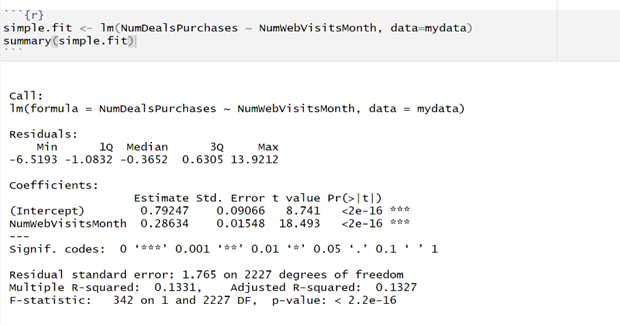 ```{r}
simple.fit <- lm(NumDealsPurchases ~ NumWebVisitsMonth, data=mydata)
summary(simple.fit)
```
Call:
lm(formula = NumDealsPurchases ~ NumWebVisitsMonth, data = mydata)
Residuals:
    Min      1Q  Median      3Q     Max
-6.5193 -1.0832 -0.3652  0.6305 13.9212
Coefficients:
                  Estimate Std. Error t value Pr(>|t|)
(Intercept)        0.79247    0.09066   8.741   <2e-16 ***
NumWebVisitsMonth  0.28634    0.01548  18.493   <2e-16 ***
---
Signif. codes:  0 ‘***’ 0.001 ‘**’ 0.01 ‘*’ 0.05 ‘.’ 0.1 ‘ ’ 1
Residual standard error: 1.765 on 2227 degrees of freedom
Multiple R-squared:  0.1331,    Adjusted R-squared:  0.1327
F-statistic:   342 on 1 and 2227 DF,  p-value: < 2.2e-16